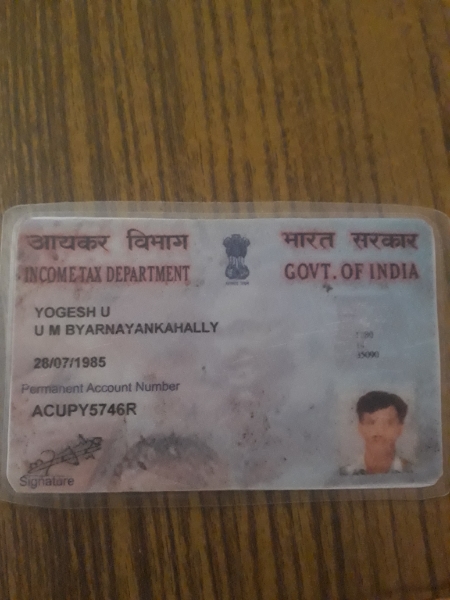 आयकर विभाग
INCOME TAX DEPARTMENT
भारत सरकार
GOVT. OF INDIA
YOGESH U
U M BYARNAYANKAHALLY
28/07/1985
Permanent Account Number
ACUPY5746R
Signature